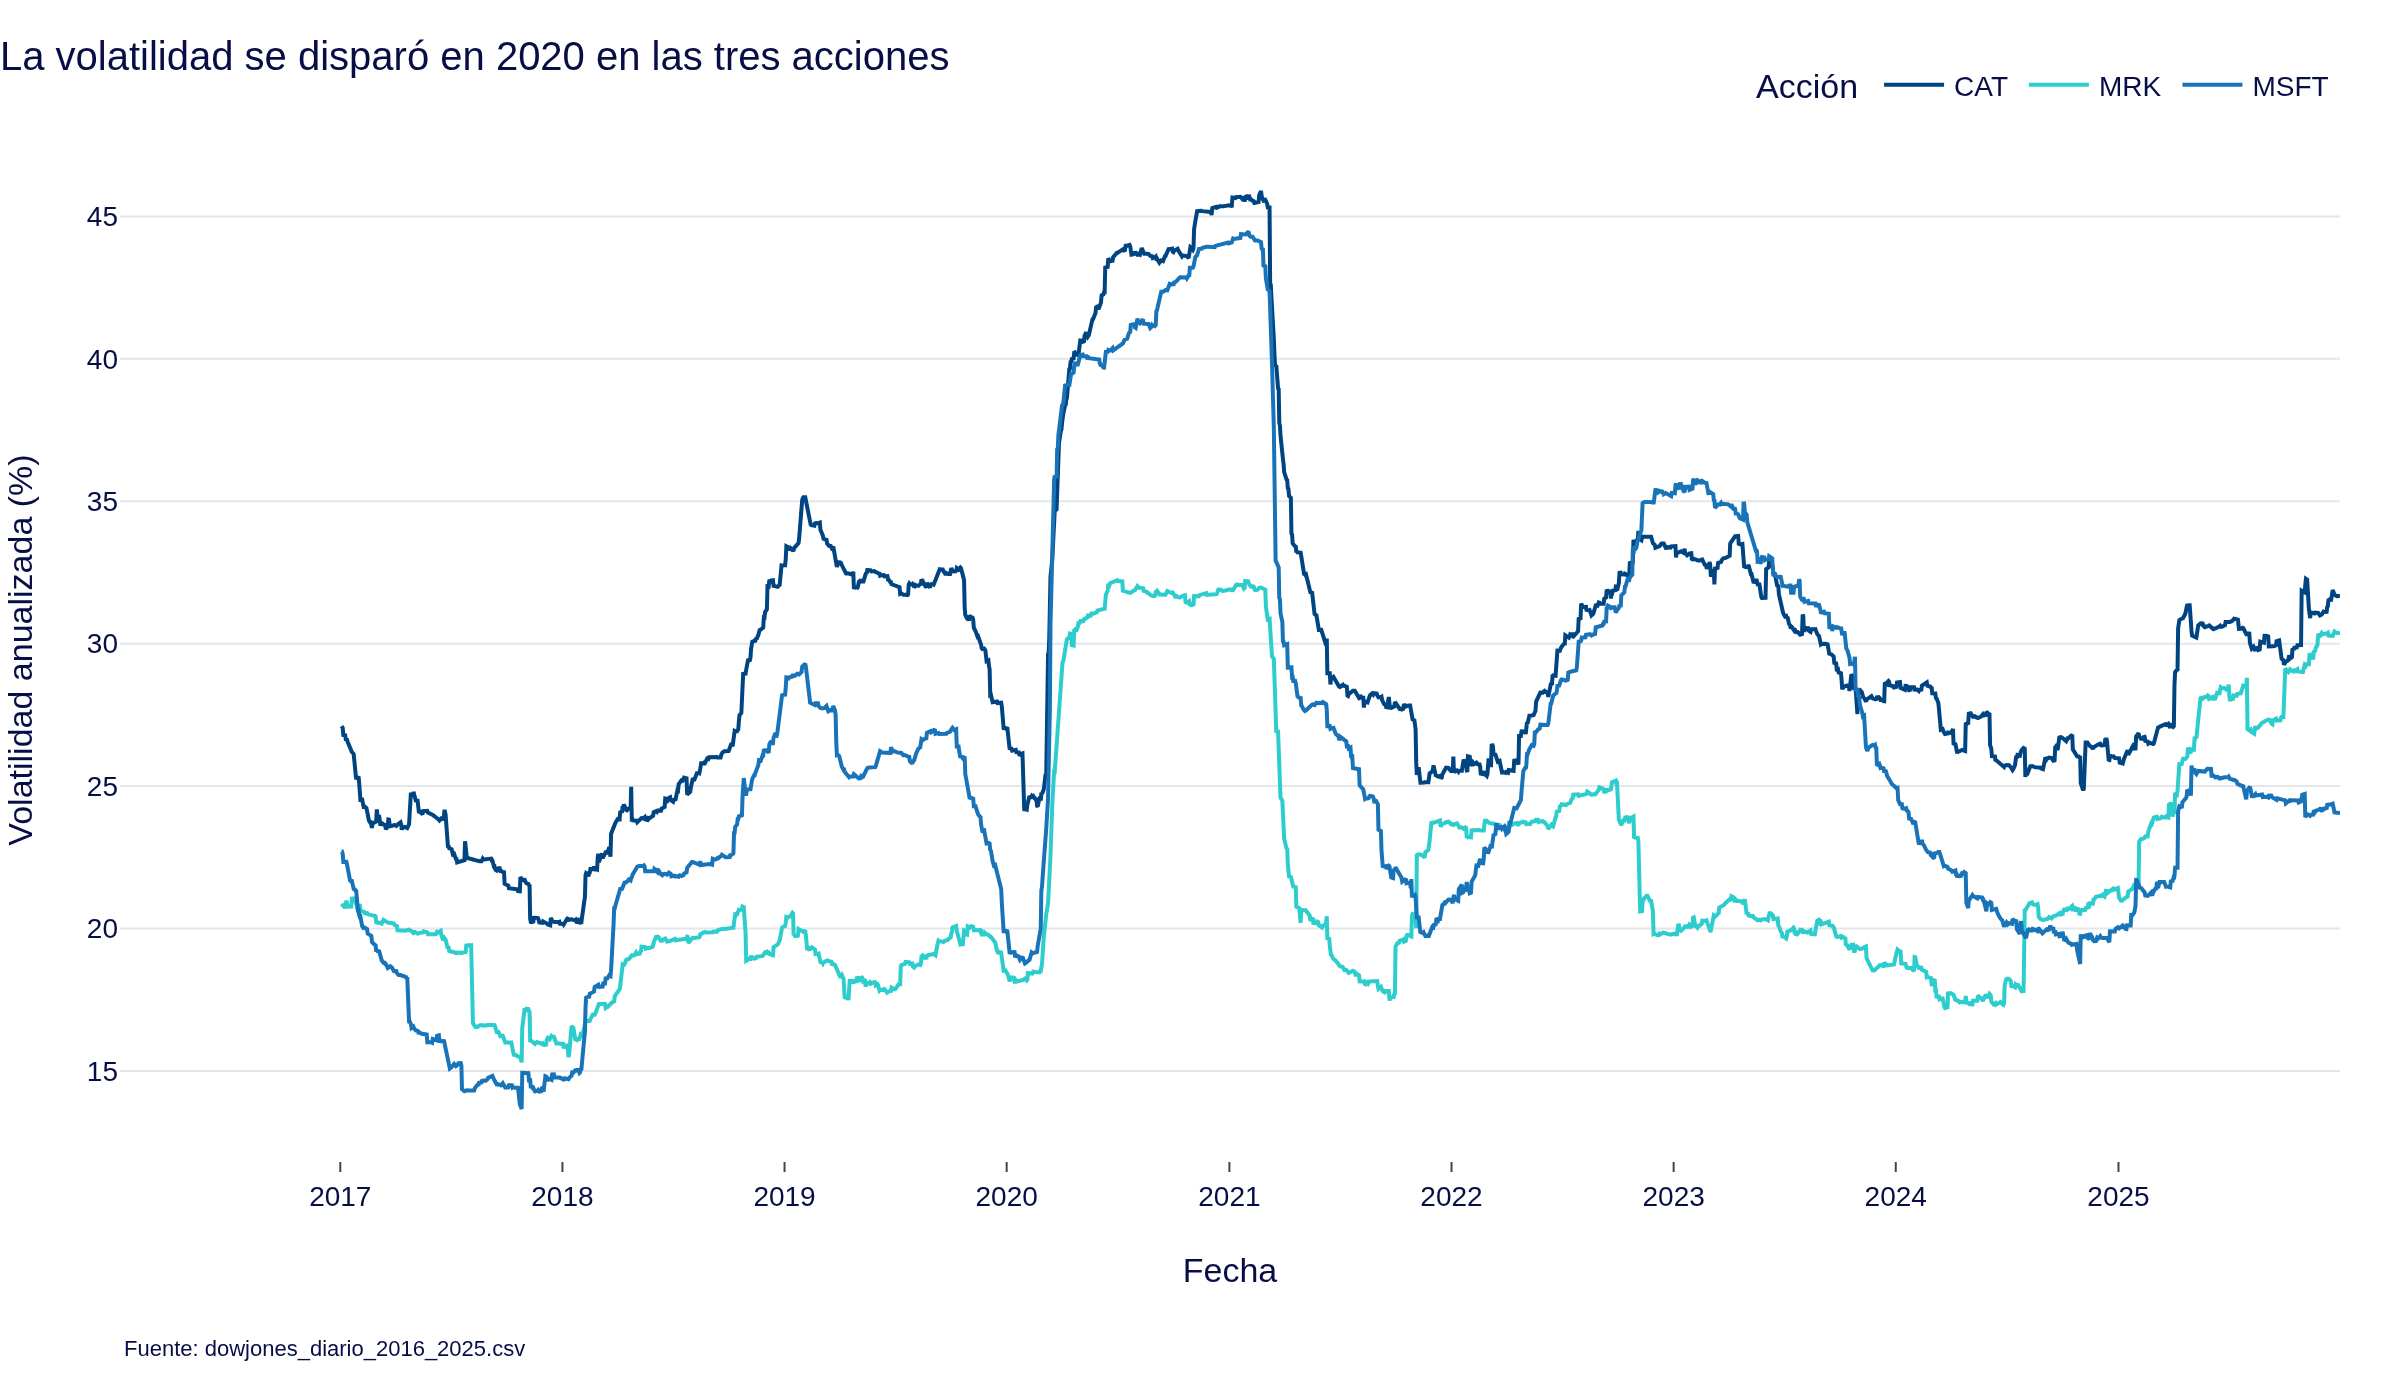 La volatilidad se disparó en 2020 en las tres acciones
Acción CAT MRK MSFT
Volatilidad anualizada (%)
45
40
35
30
25
20
15
2017 2018 2019 2020 2021 2022 2023 2024 2025
Fecha
Fuente: dowjones_diario_2016_2025.csv